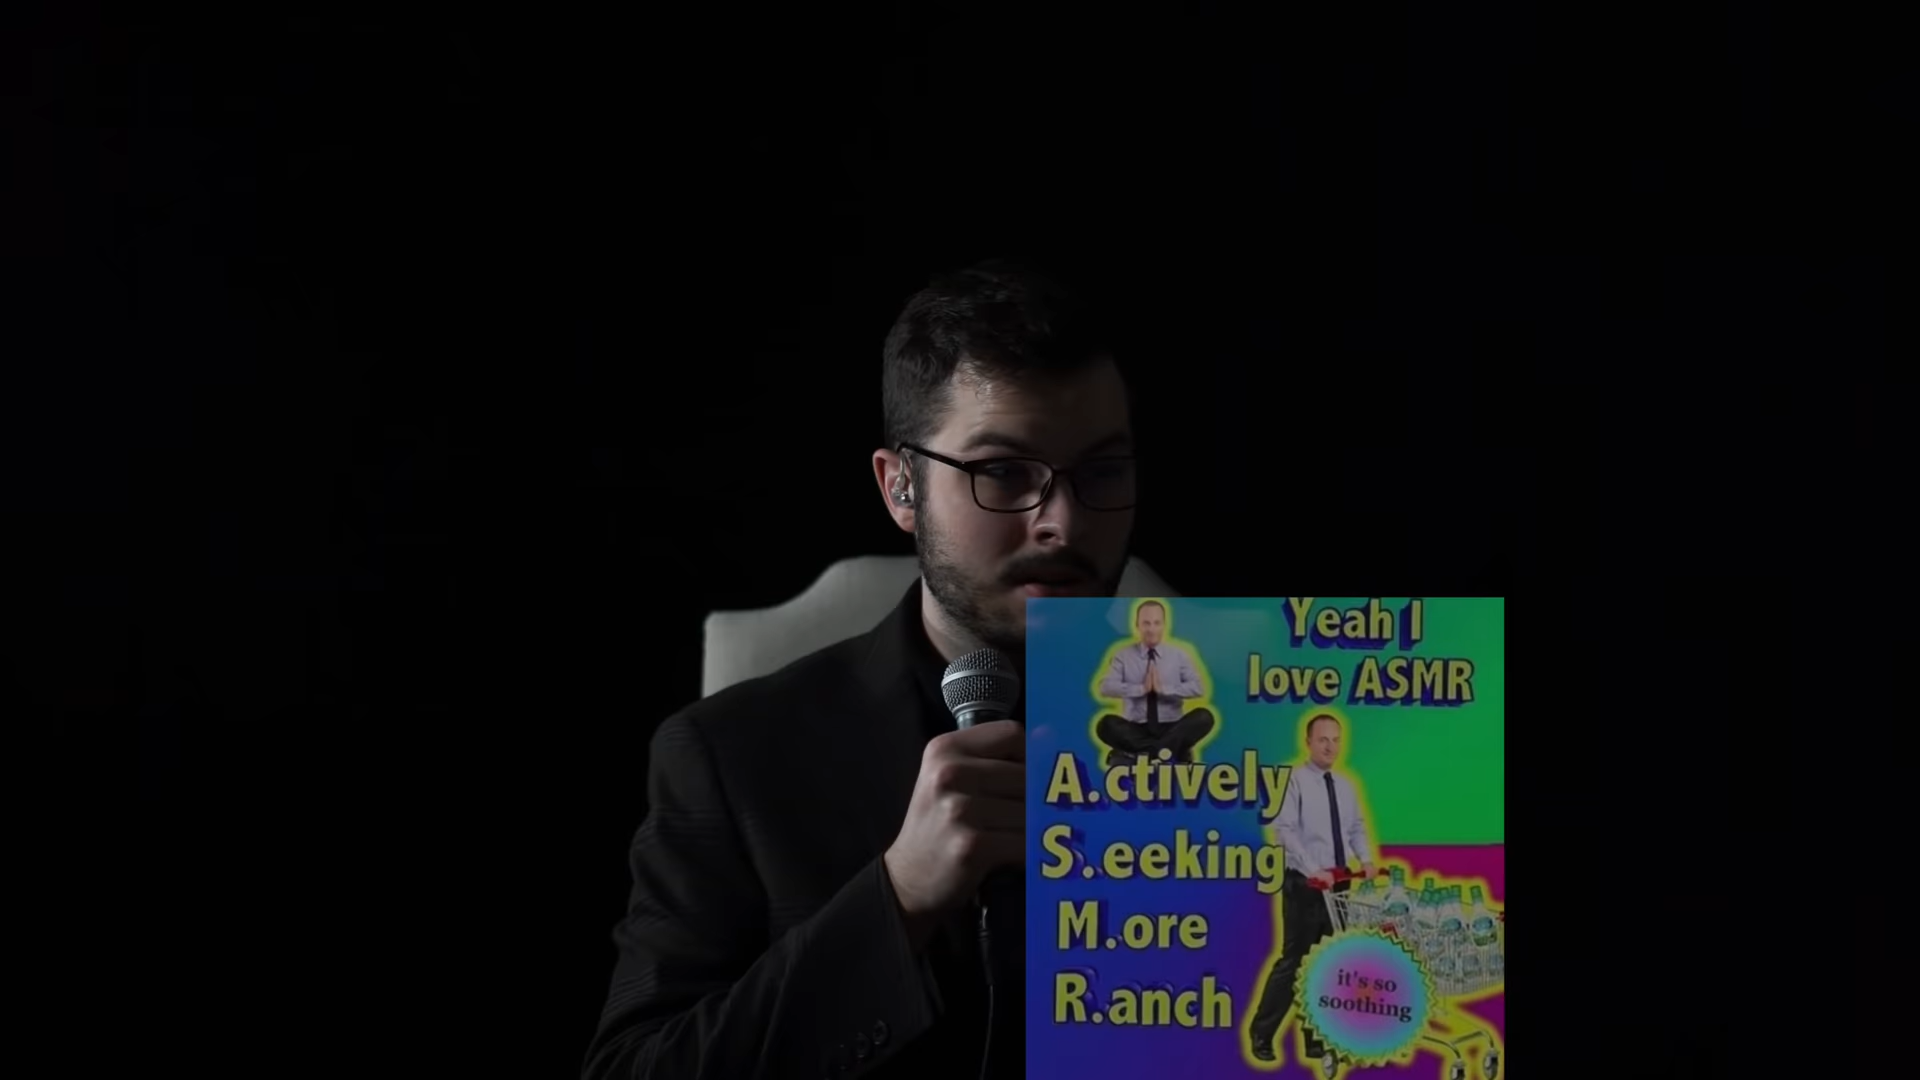 Yeah I
love ASMR
A.ctively
S.eeking
M.ore
R.anch
it's so
soothing